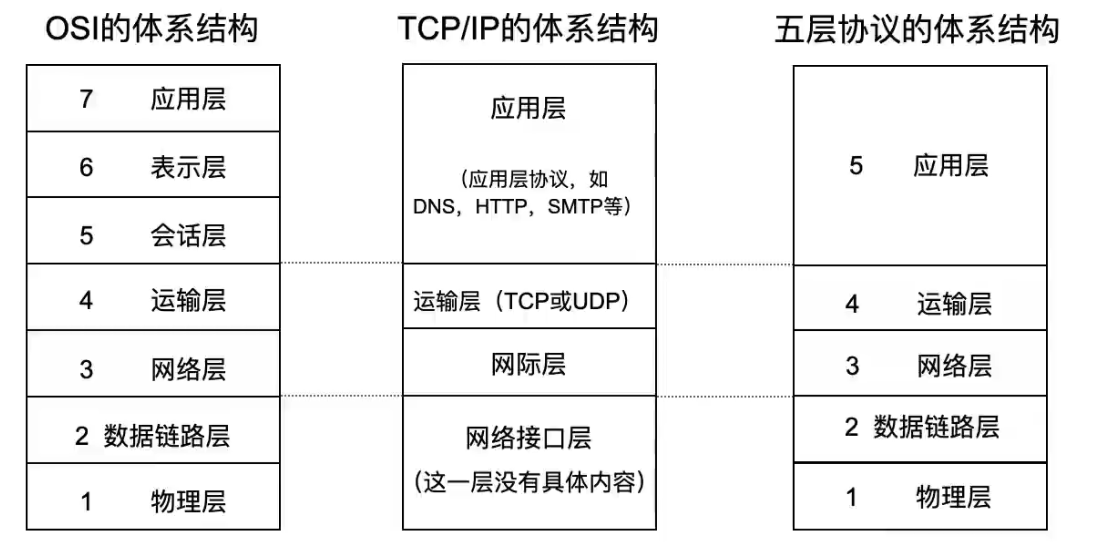 OSI的体系结构
7 应用层
6 表示层
5 会话层
4 运输层
3 网络层
2 数据链路层
1 物理层
TCP/IP的体系结构
应用层
（应用层协议，如
DNS，HTTP，SMTP等）
运输层（TCP或UDP）
网际层
网络接口层
（这一层没有具体内容）
五层协议的体系结构
5 应用层
4 运输层
3 网络层
2 数据链路层
1 物理层